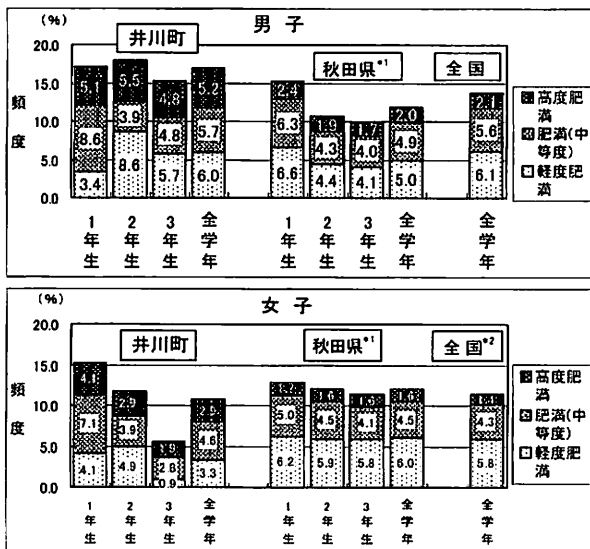 (%)
男子
20.0
15.0
10.0
5.0
0.0
頻度
井川町
秋田県*1
全国
5.1
8.6
3.4
5.5
3.9
8.6
4.8
4.8
5.7
5.2
5.7
6.0
2.4
6.3
6.6
1.9
4.3
4.4
1.7
4.0
4.1
2.0
4.9
5.0
2.1
5.6
6.1
1年生
2年生
3年生
全学年
1年生
2年生
3年生
全学年
全学年
高度肥満
肥満(中等度)
軽度肥満
(%)
女子
20.0
15.0
10.0
5.0
0.0
頻度
井川町
秋田県*1
全国*2
7.1
4.1
2.9
3.9
4.9
1.9
2.8
0.9
4.6
3.3
1.2
5.0
6.2
1.6
4.5
5.9
1.6
4.1
5.8
1.6
4.5
6.0
4.3
5.8
1年生
2年生
3年生
全学年
1年生
2年生
3年生
全学年
全学年
高度肥満
肥満(中等度)
軽度肥満